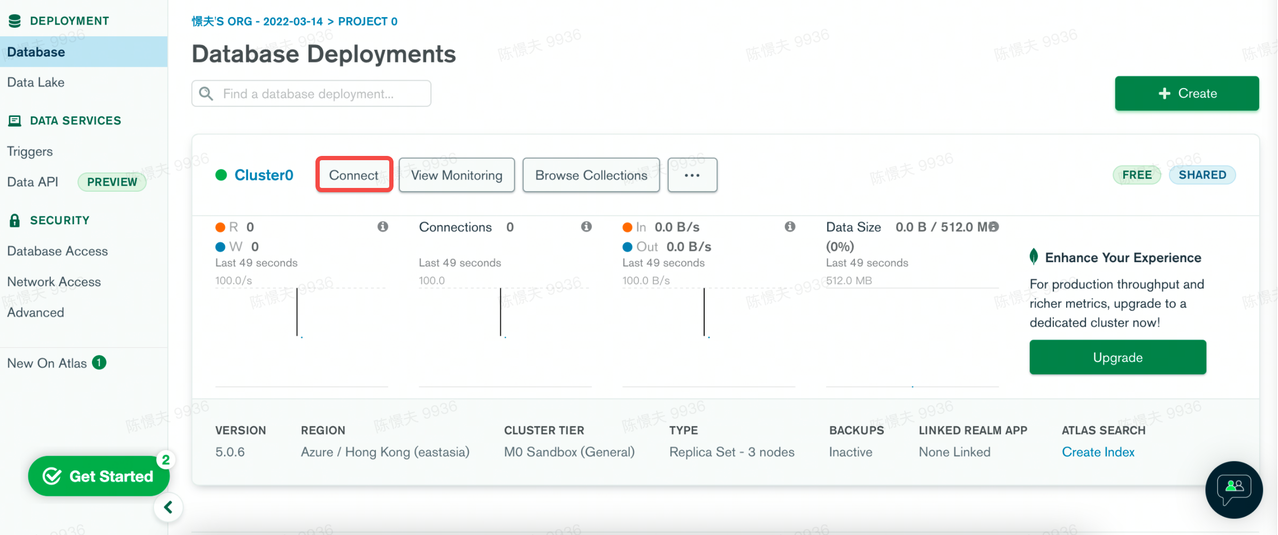 DEPLOYMENT
Database
Data Lake
DATA SERVICES
Triggers
Data API PREVIEW
SECURITY
Database Access
Network Access
Advanced
New On Atlas 1
Get Started 2
憬夫'S ORG - 2022-03-14 > PROJECT 0
Database Deployments
Find a database deployment...
+ Create
Cluster0 Connect View Monitoring Browse Collections ... FREE SHARED
R 0
W 0
Last 49 seconds
100.0/s
Connections 0
Last 49 seconds
100.0
In 0.0 B/s
Out 0.0 B/s
Last 49 seconds
100.0 B/s
Data Size 0.0 B / 512.0 MB
(0%)
Last 49 seconds
512.0 MB
Enhance Your Experience
For production throughput and
richer metrics, upgrade to a
dedicated cluster now!
Upgrade
VERSION REGION CLUSTER TIER TYPE BACKUPS LINKED REALM APP ATLAS SEARCH
5.0.6 Azure / Hong Kong (eastasia) M0 Sandbox (General) Replica Set - 3 nodes Inactive None Linked Create Index
陈憬夫 9936